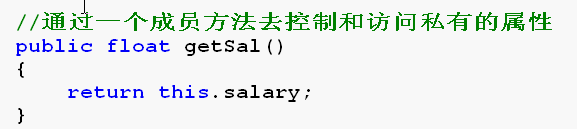 //通过一个成员方法去控制和访问私有的属性
public float getSal()
{
    return this.salary;
}